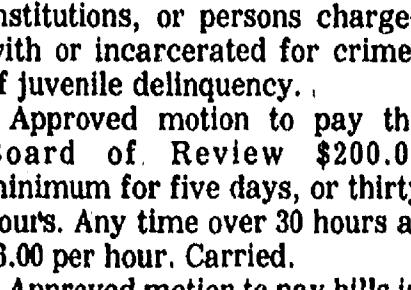 nstitutions, or persons charge
with or incarcerated for crime
f juvenile delinquency.
Approved motion to pay th
oard of Review $200.0
minimum for five days, or thirty
hours. Any time over 30 hours a
.00 per hour. Carried.
Approved motion to pay bills i